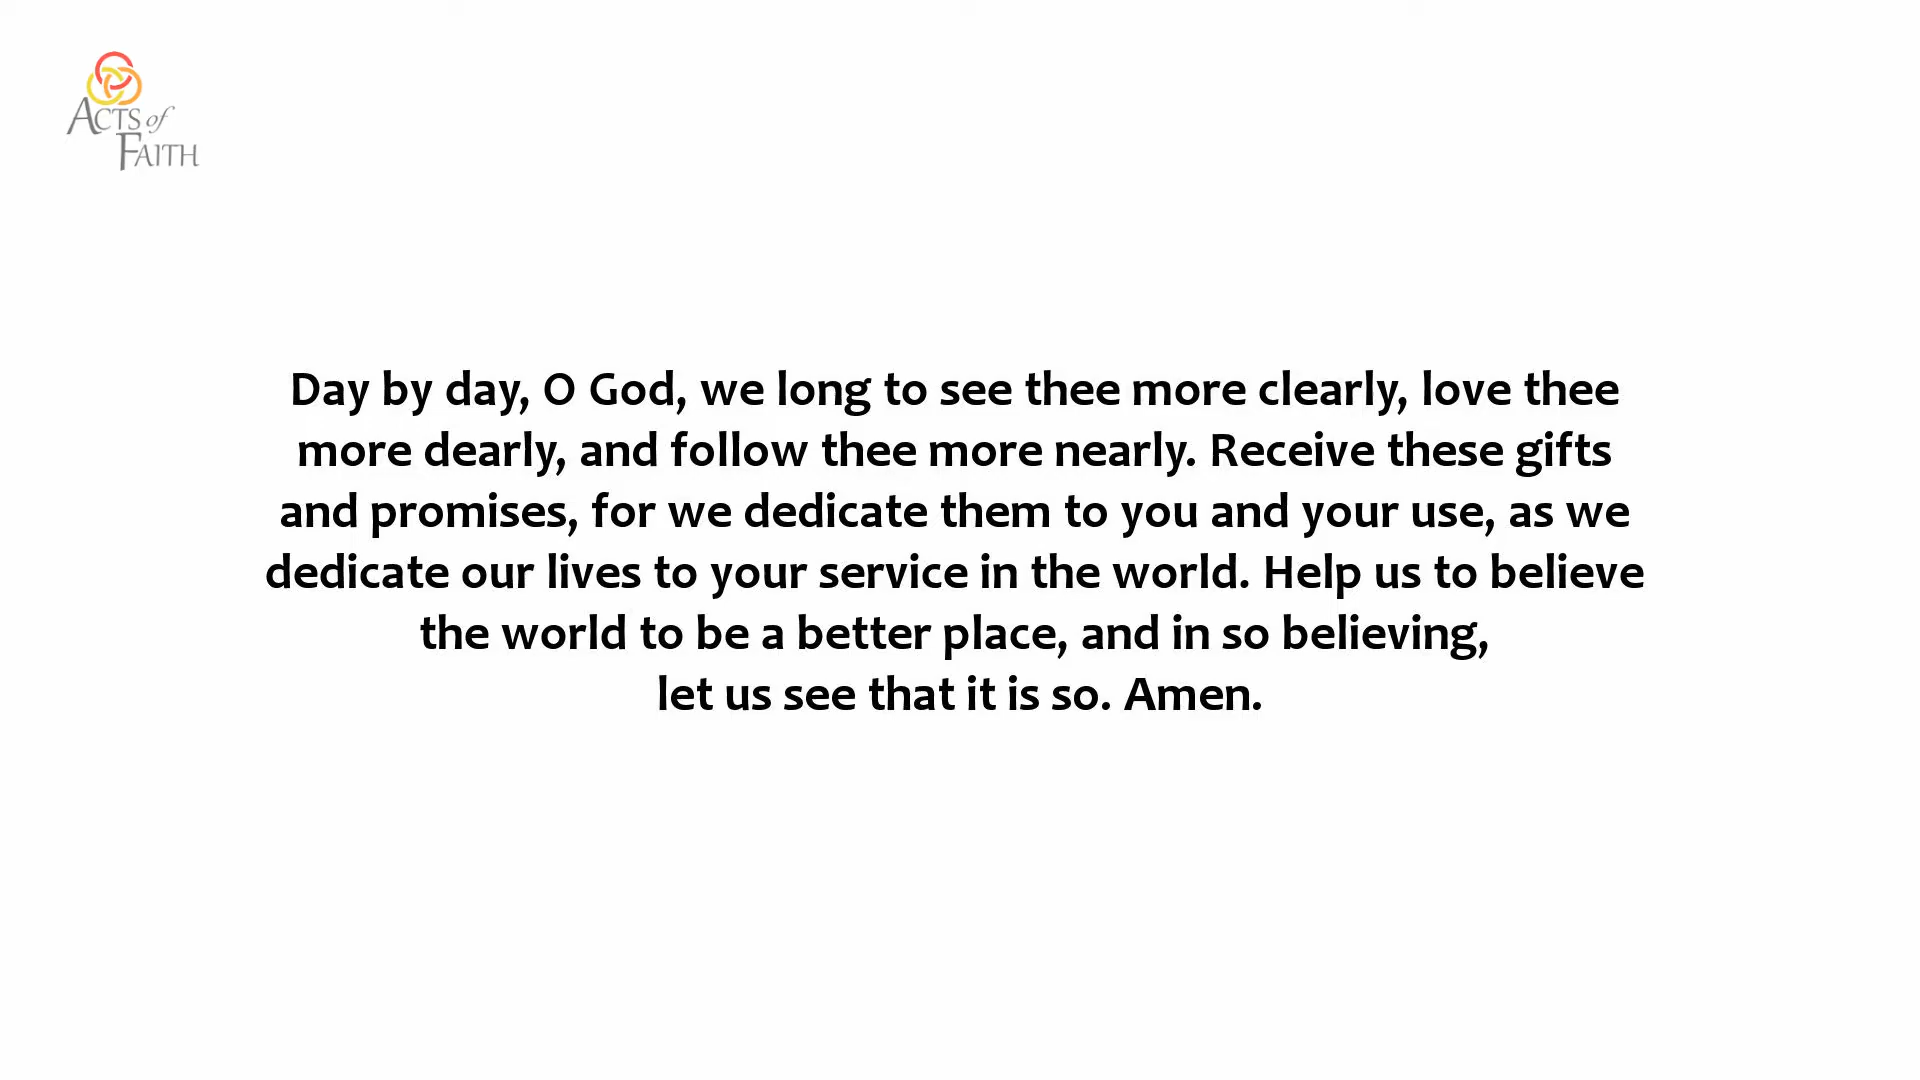 Acts of
Faith
Day by day, O God, we long to see thee more clearly, love thee
more dearly, and follow thee more nearly. Receive these gifts
and promises, for we dedicate them to you and your use, as we
dedicate our lives to your service in the world. Help us to believe
the world to be a better place, and in so believing,
let us see that it is so. Amen.